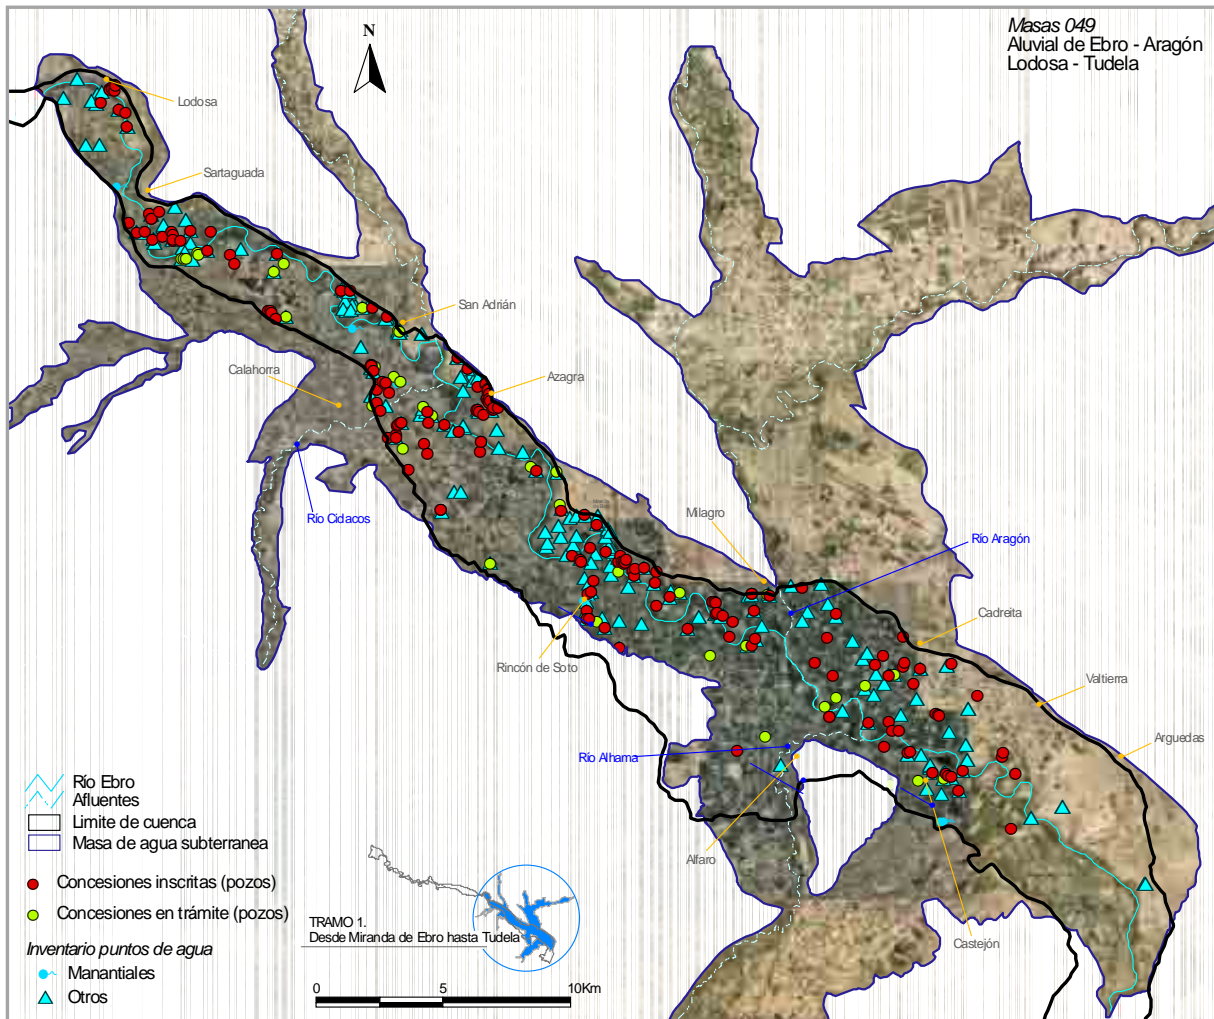 Masas 049
Aluvial de Ebro - Aragón
Lodosa - Tudela
N
Lodosa
Sartaguada
San Adrián
Calahorra
Azagra
Río Cidacos
Milagro
Río Aragón
Cadreita
Rincón de Soto
Valtierra
Arguedas
Río Alhama
Alfaro
Castejón
Río Ebro
Afluentes
Limite de cuenca
Masa de agua subterranea
Concesiones inscritas (pozos)
Concesiones en trámite (pozos)
Inventario puntos de agua
Manantiales
Otros
TRAMO 1.
Desde Miranda de Ebro hasta Tudela
0 5 10Km